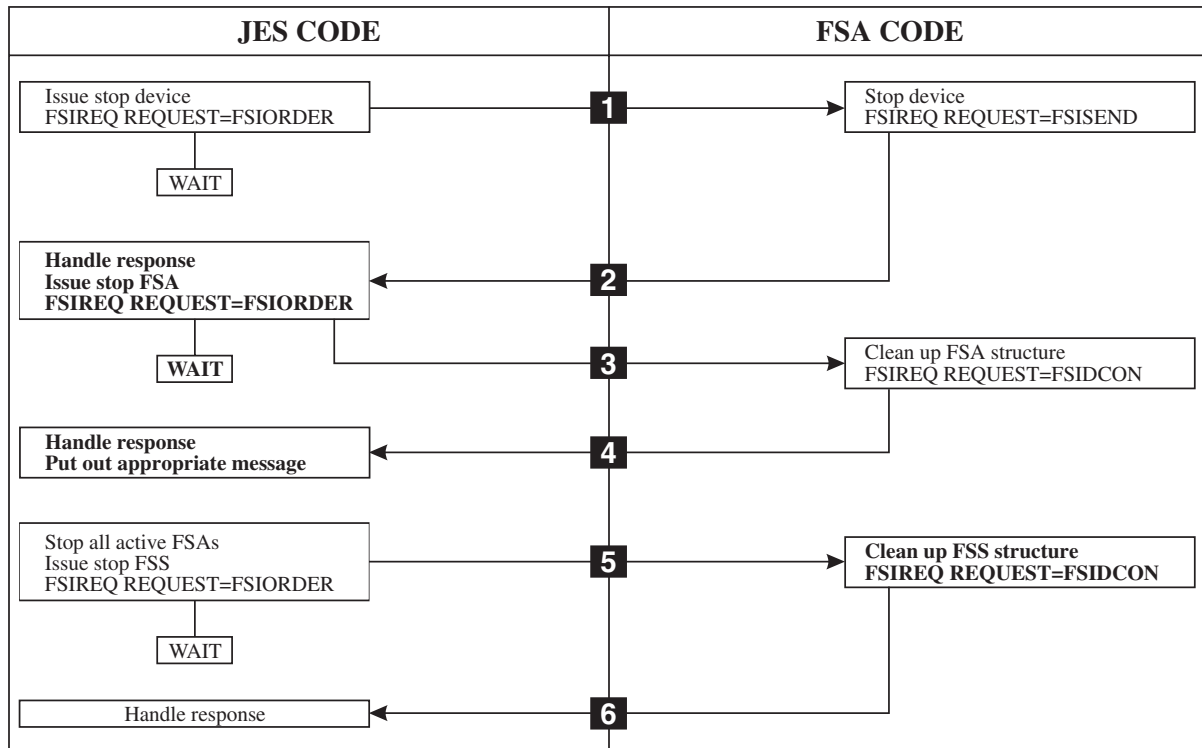 JES CODE
FSA CODE
Issue stop device
FSIREQ REQUEST=FSIORDER
1
Stop device
FSIREQ REQUEST=FSISEND
WAIT
Handle response
Issue stop FSA
FSIREQ REQUEST=FSIORDER
2
WAIT
3
Clean up FSA structure
FSIREQ REQUEST=FSIDCON
Handle response
Put out appropriate message
4
Stop all active FSAs
Issue stop FSS
FSIREQ REQUEST=FSIORDER
5
Clean up FSS structure
FSIREQ REQUEST=FSIDCON
WAIT
Handle response
6